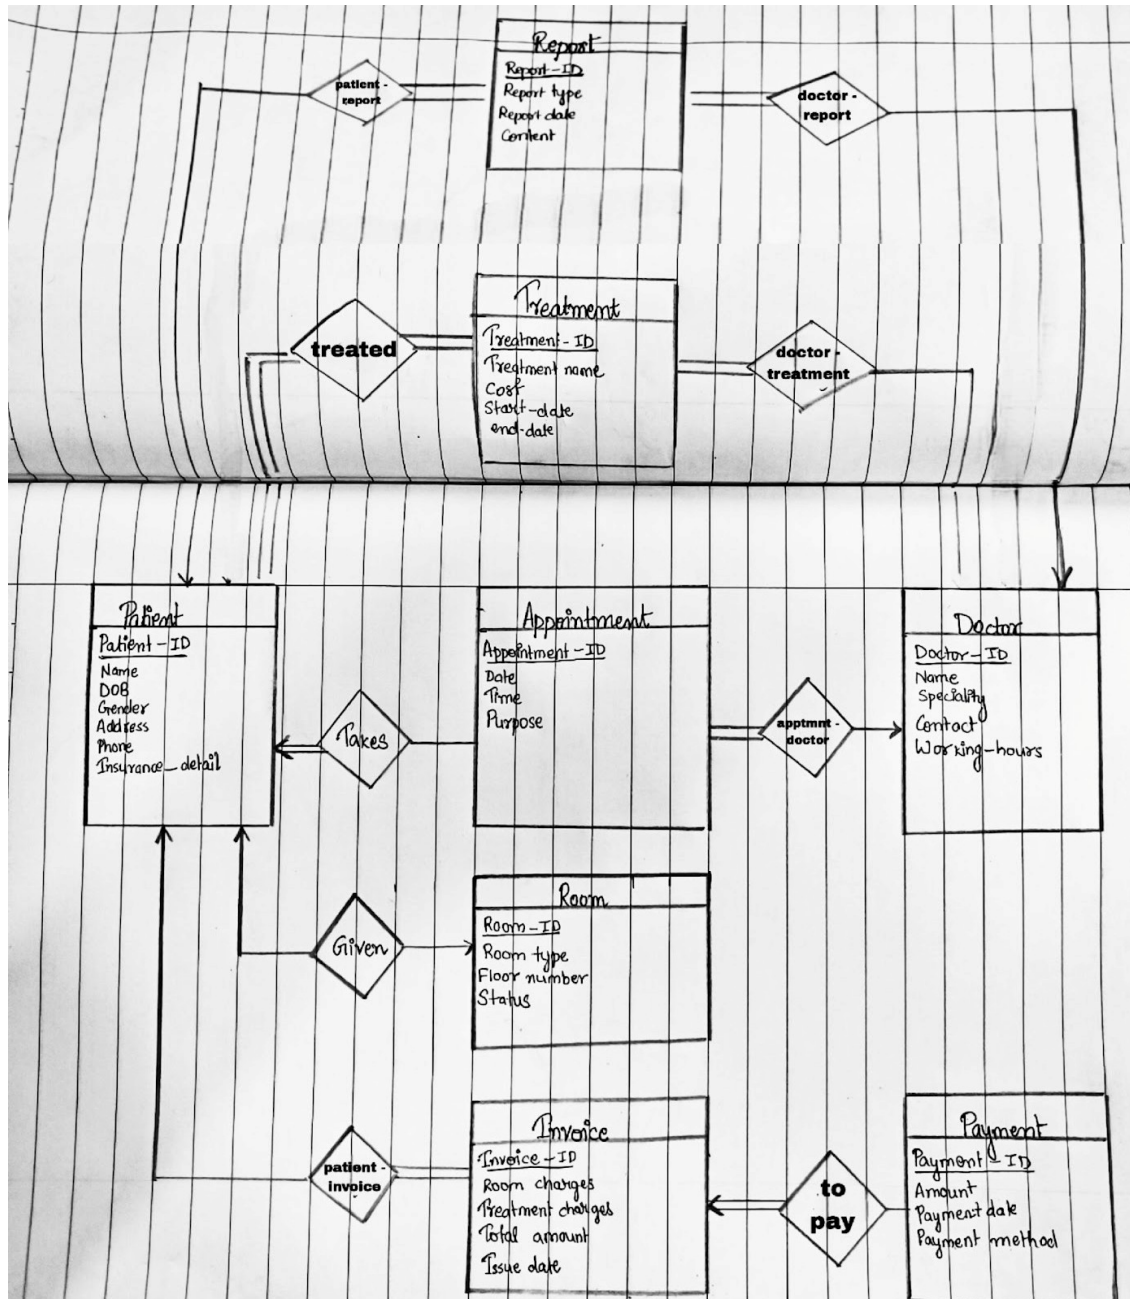 Report
Report-ID
Report type
Report date
Content
patient -
report
doctor -
report
Treatment
Treatment-ID
Treatment name
Cost
Start-date
end-date
treated
doctor -
treatment
Patient
Patient-ID
Name
DOB
Gender
Address
Phone
Insurance_detail
Takes
Appointment
Appointment-ID
Date
Time
Purpose
apptmnt -
doctor
Doctor
Doctor-ID
Name
Speciality
Contact
Working-hours
Given
Room
Room-ID
Room type
Floor number
Status
patient -
invoice
Invoice
Invoice-ID
Room charges
Treatment charges
Total amount
Issue date
to
pay
Payment
Payment-ID
Amount
Payment date
Payment method